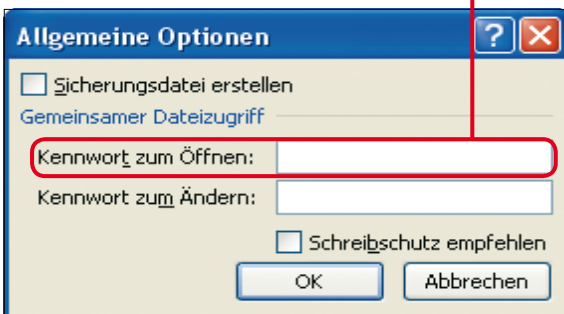 Allgemeine Optionen
Sicherungsdatei erstellen
Gemeinsamer Dateizugriff
Kennwort zum Öffnen:
Kennwort zum Ändern:
Schreibschutz empfehlen
OK Abbrechen